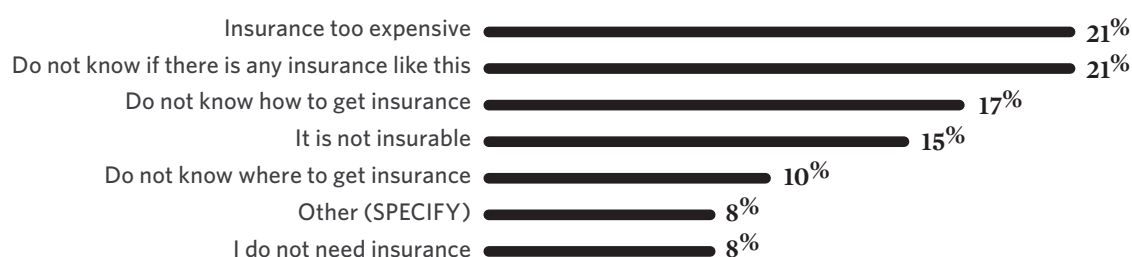 Insurance too expensive 21%
Do not know if there is any insurance like this 21%
Do not know how to get insurance 17%
It is not insurable 15%
Do not know where to get insurance 10%
Other (SPECIFY) 8%
I do not need insurance 8%